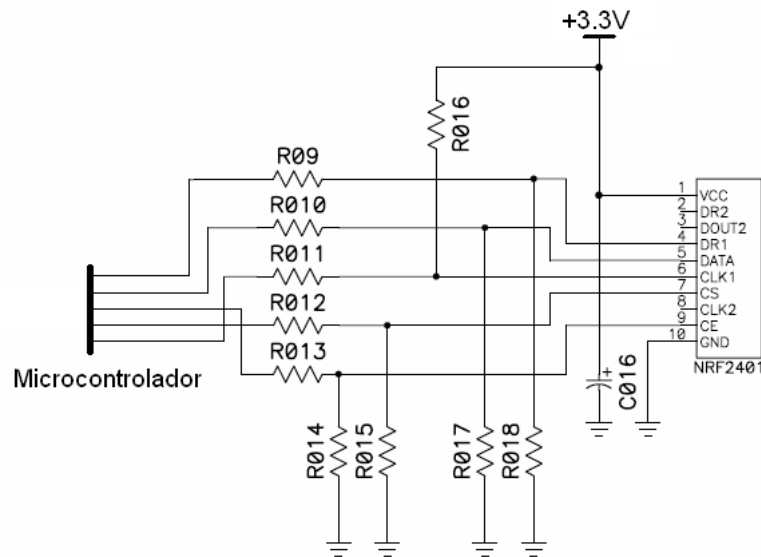 +3.3V
R016
R09
R010
R011
R012
R013
Microcontrolador
R014
R015
R017
R018
C016
+
1 VCC
2 DR2
3 DOUT2
4 DR1
5 DATA
6 CLK1
7 CS
8 CLK2
9 CE
10 GND
NRF2401